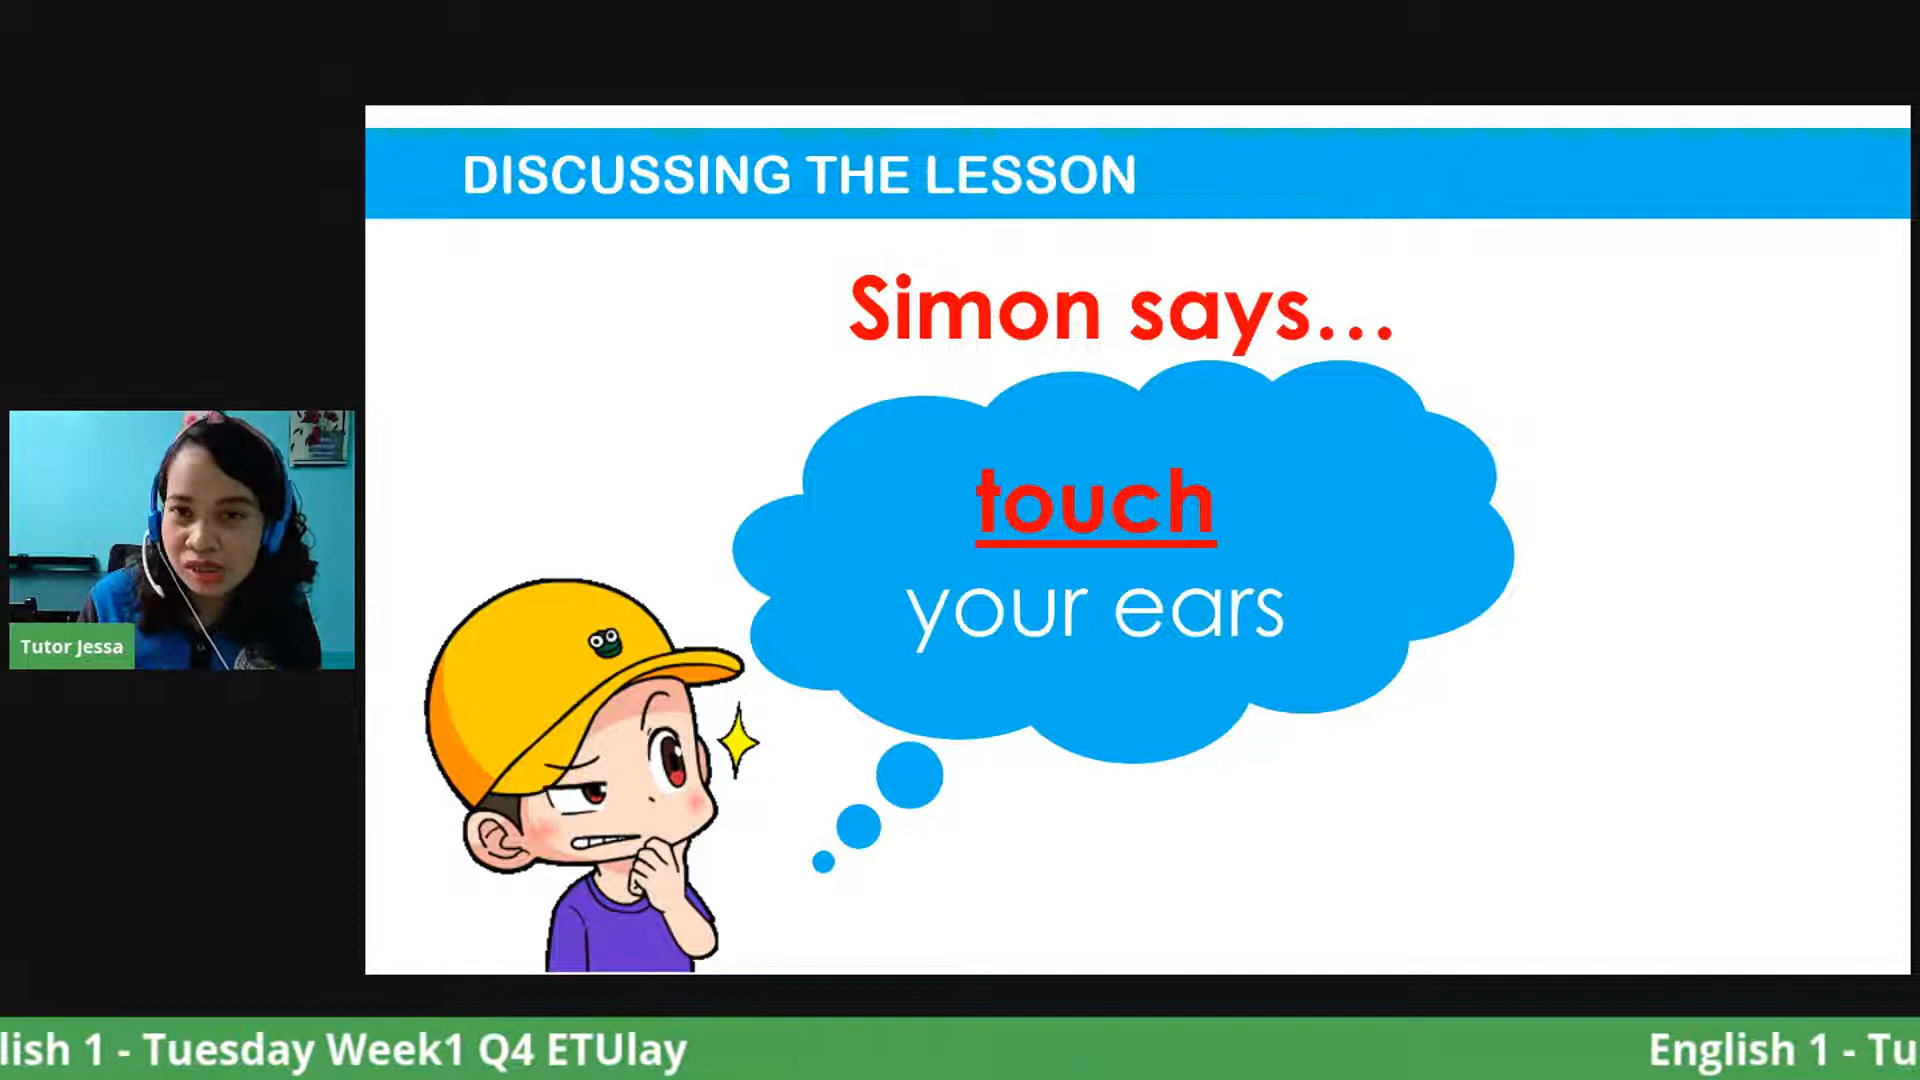 DISCUSSING THE LESSON
Simon says...
touch
your ears
Tutor Jessa
lish 1 - Tuesday Week1 Q4 ETUlay
English 1 - Tu